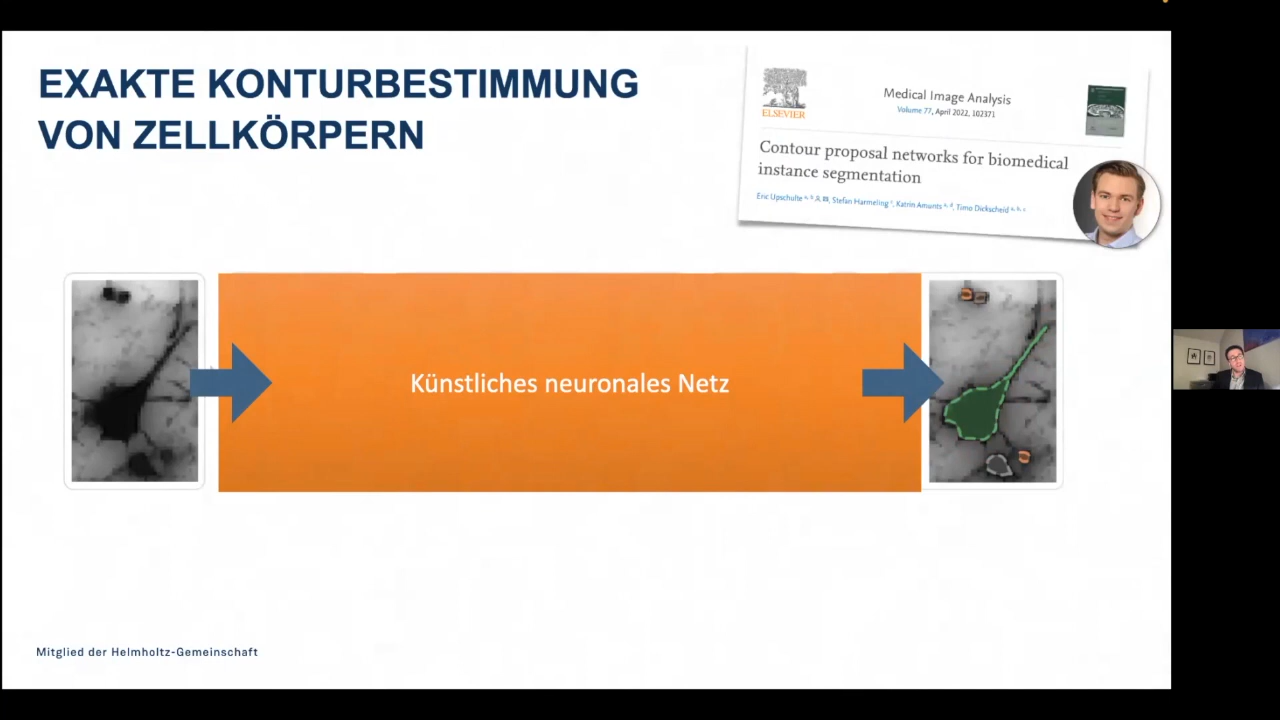 EXAKTE KONTURBESTIMMUNG
VON ZELLKÖRPERN
ELSEVIER
Medical Image Analysis
Volume 77, April 2022, 102371
Contour proposal networks for biomedical
instance segmentation
Eric Upschulte a, b, Stefan Harmeling c, Katrin Amunts a, d, Timo Dickscheid a, b, c
Künstliches neuronales Netz
Mitglied der Helmholtz-Gemeinschaft